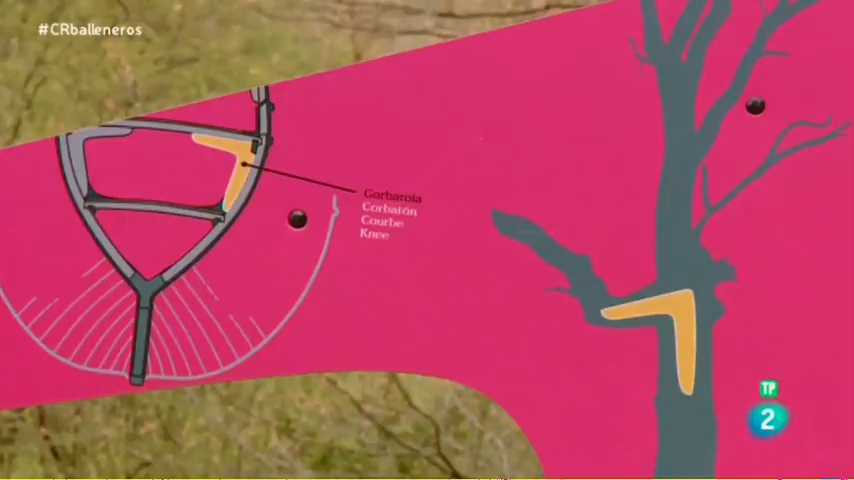 #CRballeneros
Gorbaroia
Corbatón
Courbe
Knee
TP
2